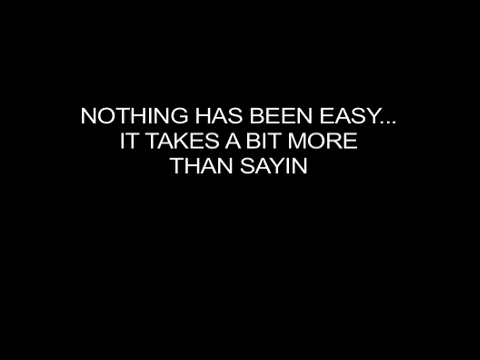 NOTHING HAS BEEN EASY...
IT TAKES A BIT MORE
THAN SAYIN